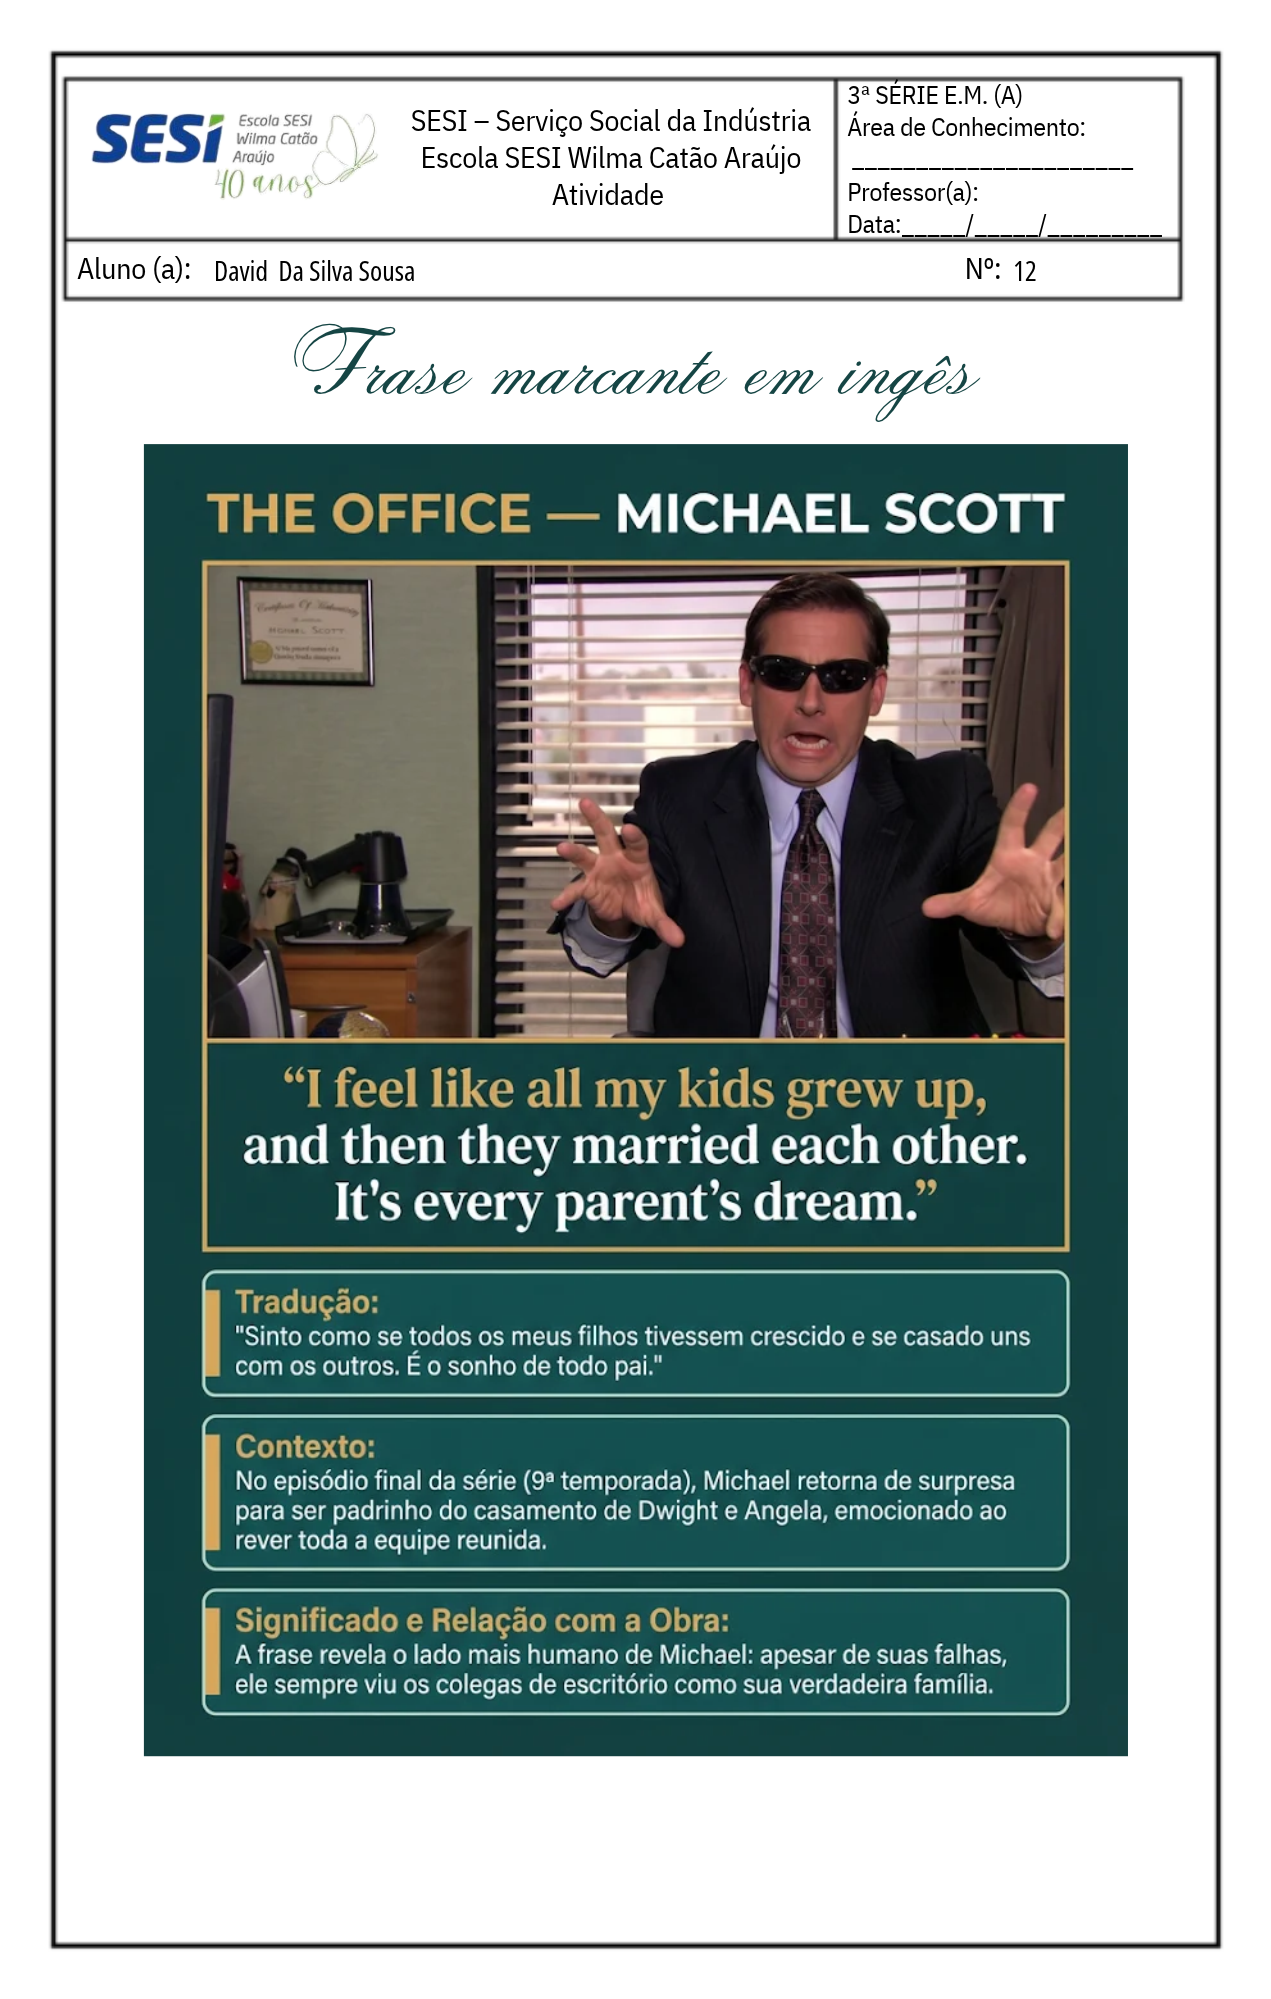 SESI
Escola SESI
Wilma Catão
Araújo
40 anos
SESI – Serviço Social da Indústria
Escola SESI Wilma Catão Araújo
Atividade
3ª SÉRIE E.M. (A)
Área de Conhecimento:
______________________
Professor(a):
Data:_____/_____/_________
Aluno (a): David Da Silva Sousa Nº: 12
Frase marcante em ingês
THE OFFICE — MICHAEL SCOTT
Certificate Of Authenticity
MICHAEL SCOTT
“I feel like all my kids grew up,
and then they married each other.
It's every parent’s dream.”
Tradução:
"Sinto como se todos os meus filhos tivessem crescido e se casado uns
com os outros. É o sonho de todo pai."
Contexto:
No episódio final da série (9ª temporada), Michael retorna de surpresa
para ser padrinho do casamento de Dwight e Angela, emocionado ao
rever toda a equipe reunida.
Significado e Relação com a Obra:
A frase revela o lado mais humano de Michael: apesar de suas falhas,
ele sempre viu os colegas de escritório como sua verdadeira família.